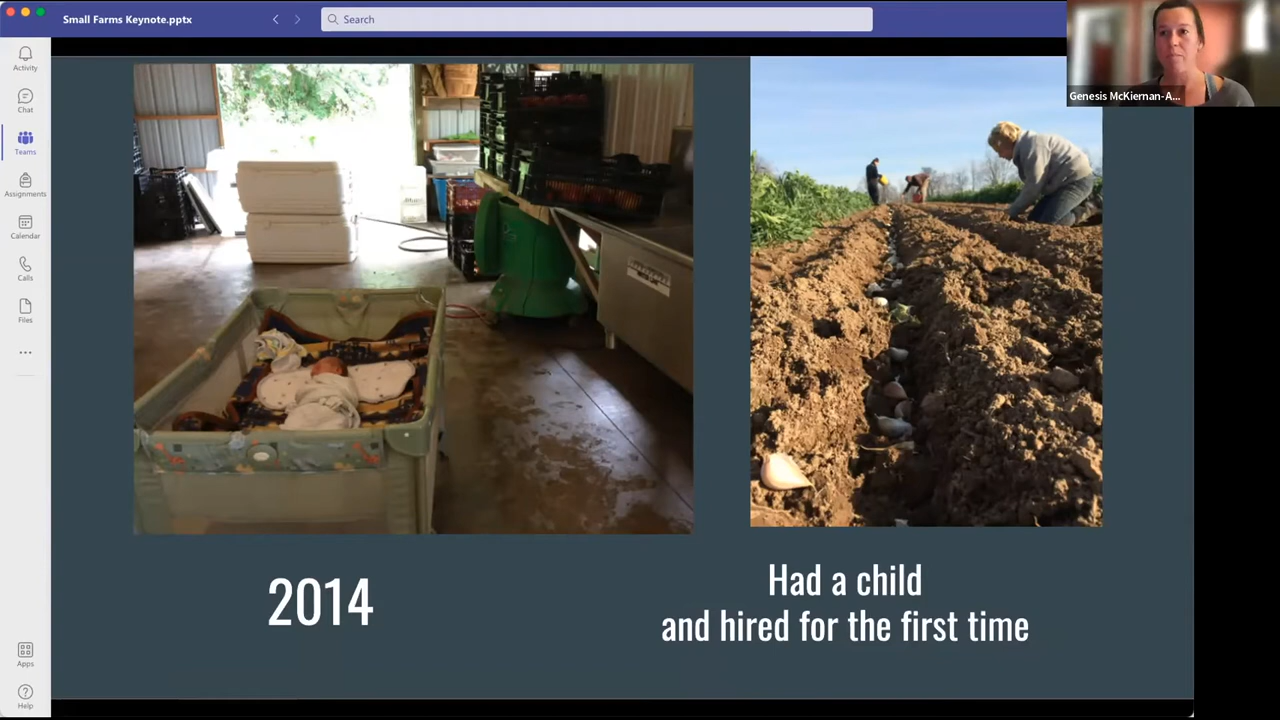 Small Farms Keynote.pptx
Search
Genesis McKiernan-A...
Activity
Chat
Teams
Assignments
Calendar
Calls
Files
Apps
Help
2014
Had a child
and hired for the first time